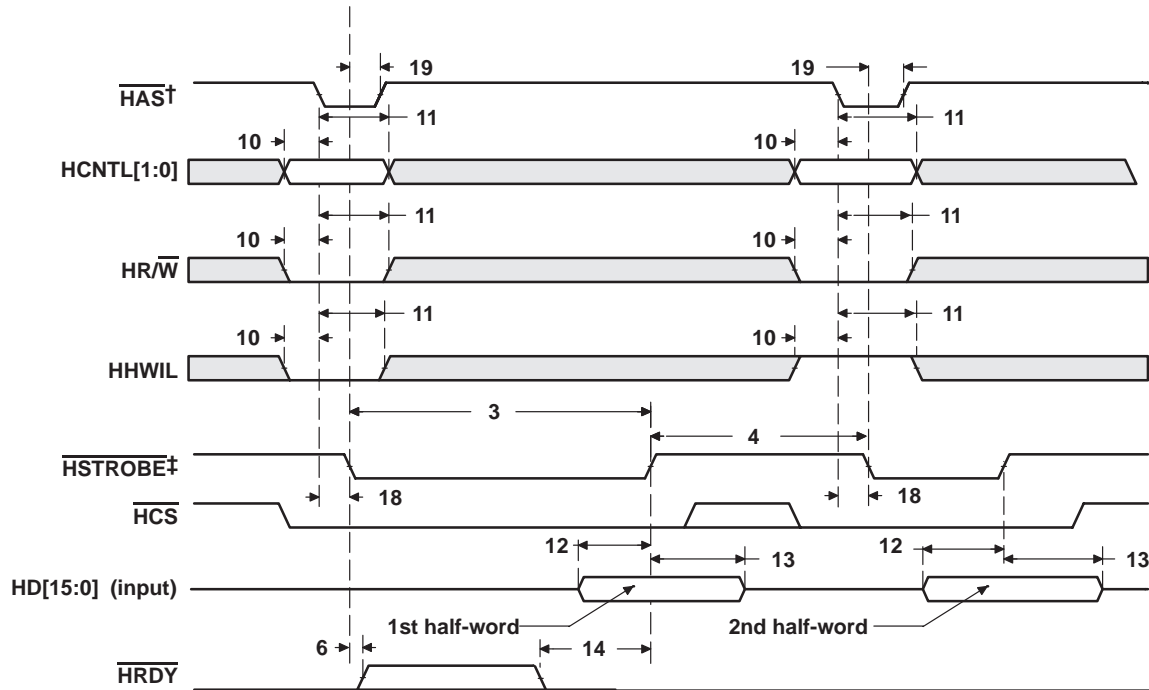 19 19
HAS†
11 11
10 10
HCNTL[1:0]
11 11
10 10
HR/W
11 11
10 10
HHWIL
3
4
HSTROBE‡
18 18
HCS
12 12
13 13
HD[15:0] (input)
1st half-word 2nd half-word
6 14
HRDY